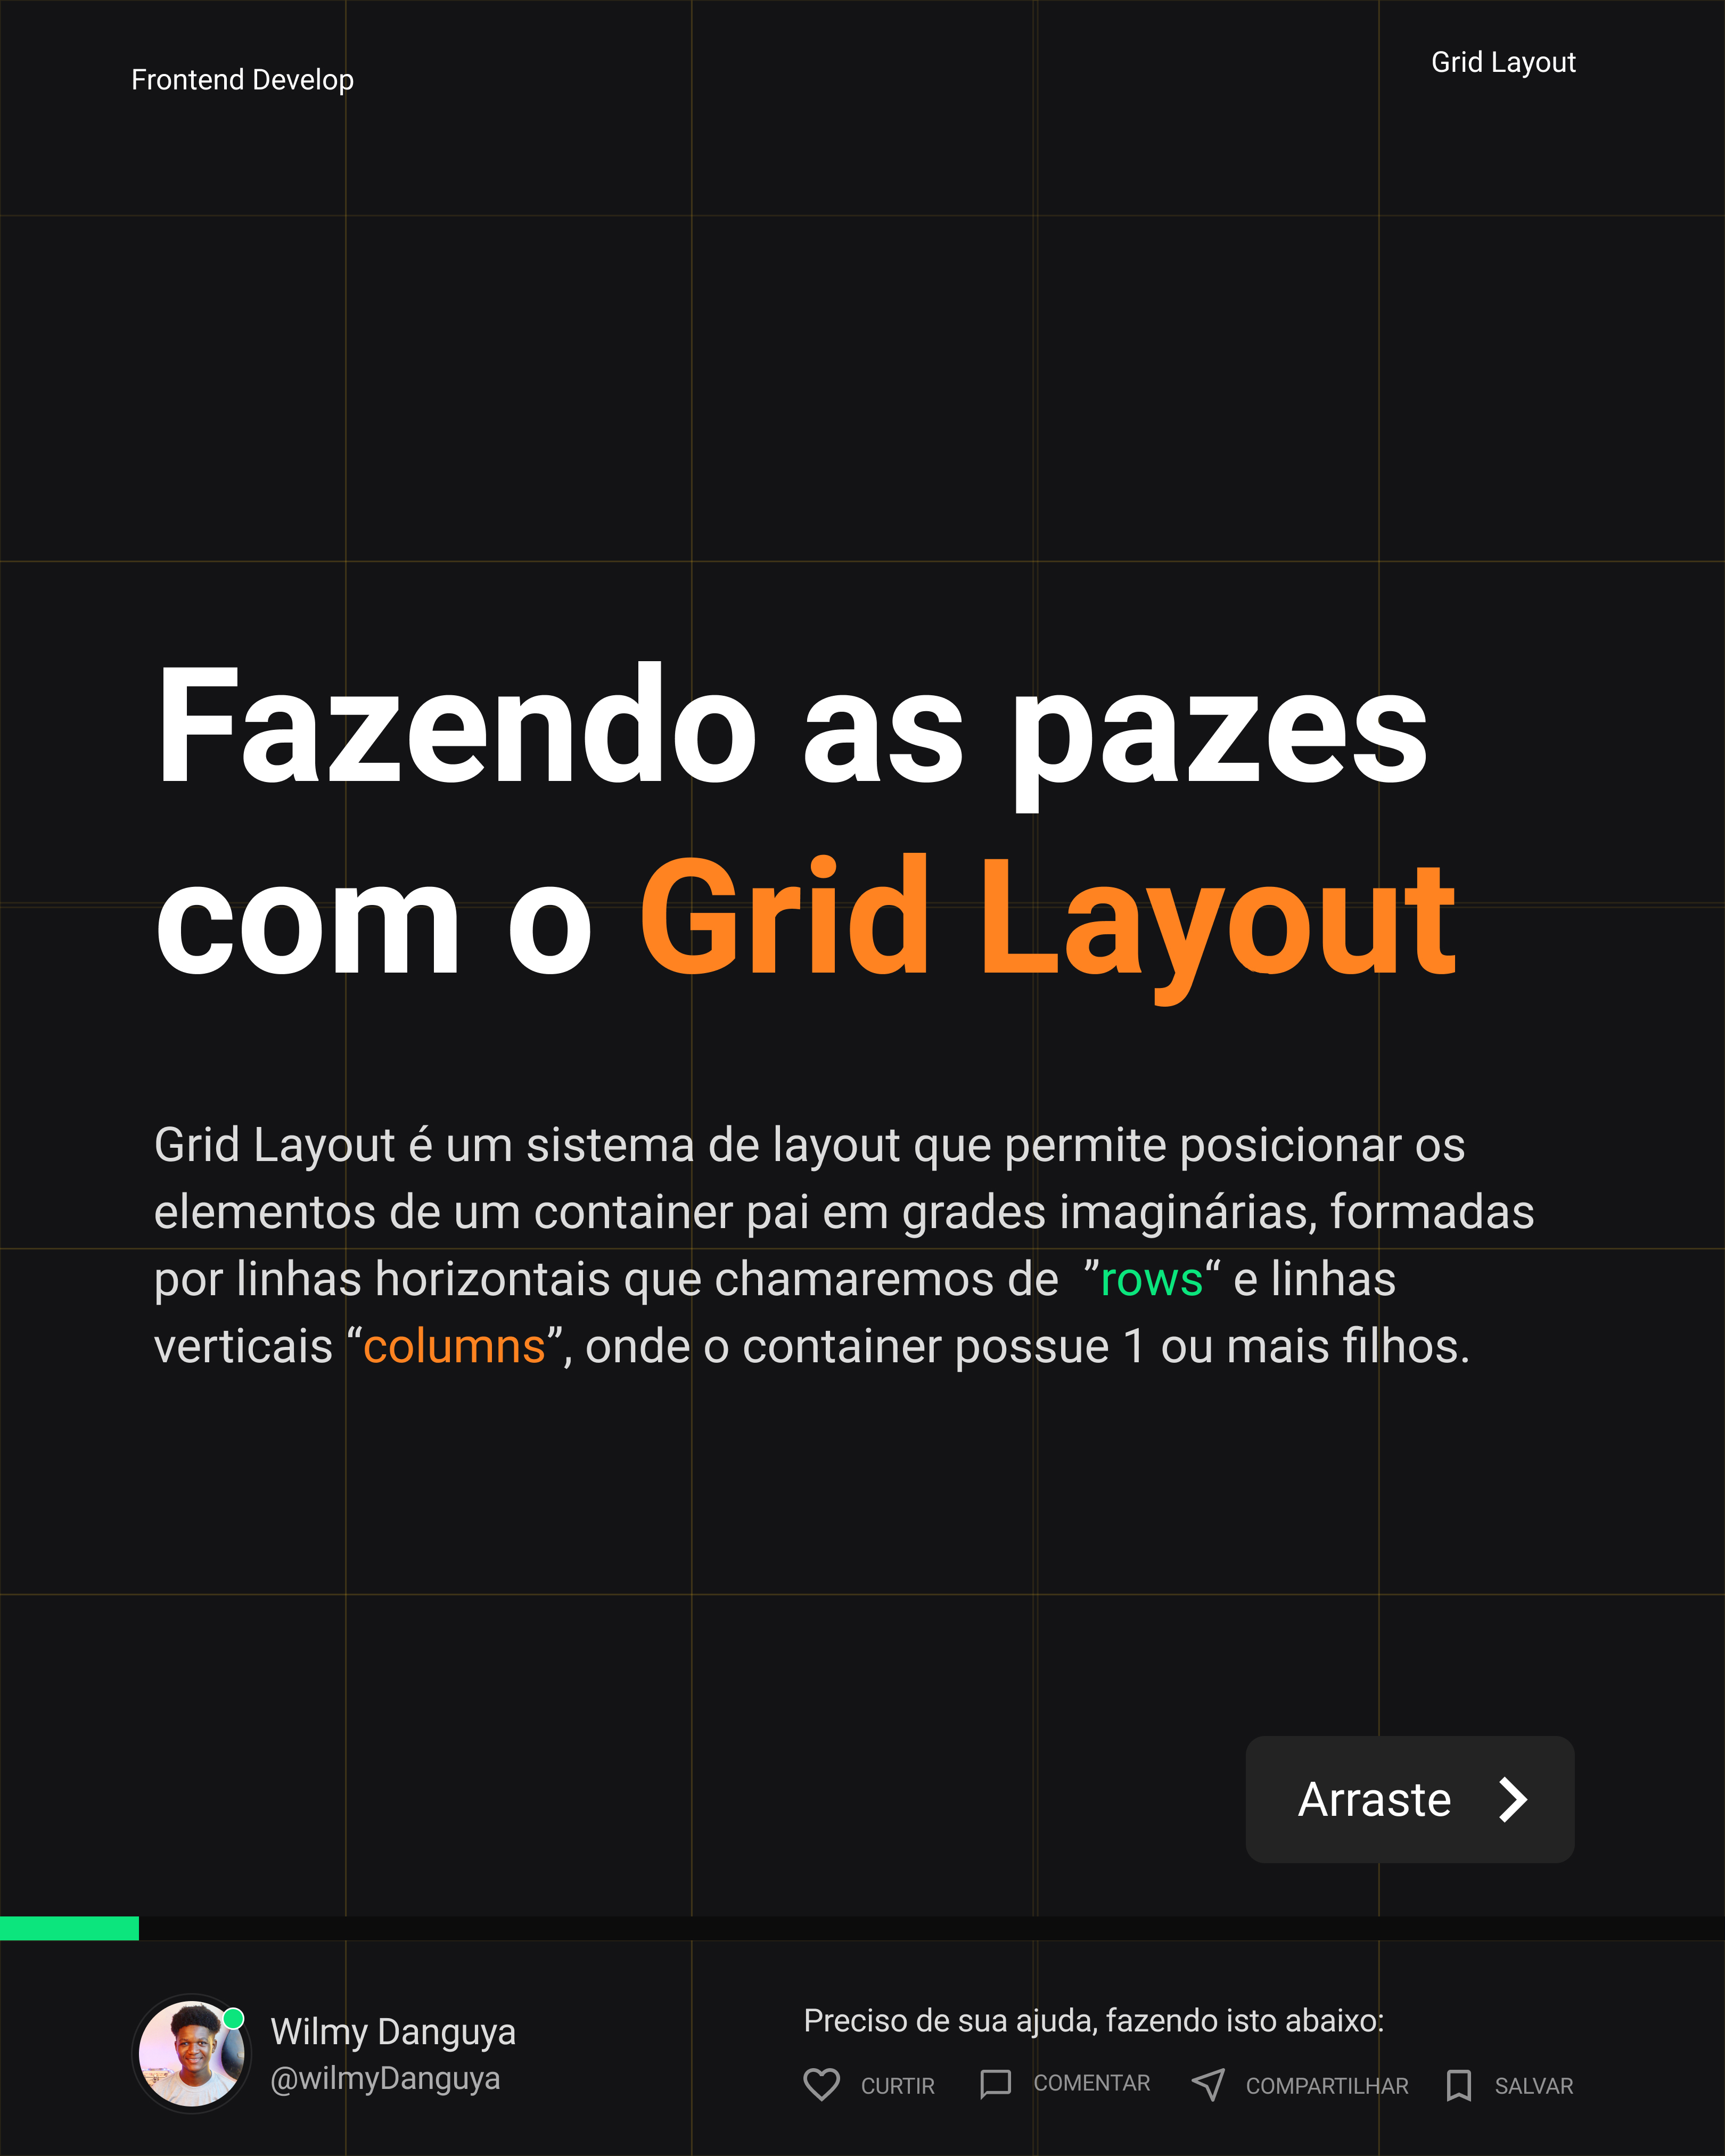 Frontend Develop
Grid Layout
Fazendo as pazes
com o Grid Layout
Grid Layout é um sistema de layout que permite posicionar os
elementos de um container pai em grades imaginárias, formadas
por linhas horizontais que chamaremos de  ”rows“ e linhas
verticais “columns”, onde o container possue 1 ou mais filhos.
Arraste
Wilmy Danguya
@wilmyDanguya
Preciso de sua ajuda, fazendo isto abaixo:
CURTIR COMENTAR COMPARTILHAR SALVAR